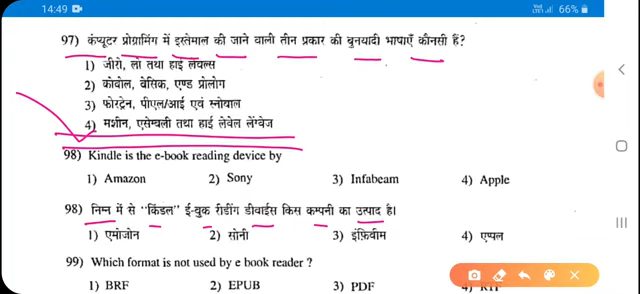 14:49 66%
97) कंप्यूटर प्रोग्रामिंग में इस्तेमाल की जाने वाली तीन प्रकार की बुनयादी भाषाएँ कौनसी हैं?
1) जीरो, लो तथा हाई लेवल्स
2) कोबोल, बेसिक, एण्ड प्रोलोग
3) फोरट्रेन, पीएल/आई एवं स्नोबाल
4) मशीन, एसेम्बली तथा हाई लेवेल लेंग्वेज
98) Kindle is the e-book reading device by
1) Amazon 2) Sony 3) Infabeam 4) Apple
98) निम्न में से "किंडल" ई-बुक रीडींग डीवाईस किस कम्पनी का उत्पाद है।
1) एमोजोन 2) सोनी 3) इंफ़िबीम 4) एप्पल
99) Which format is not used by e book reader ?
1) BRF 2) EPUB 3) PDF 4) RTF